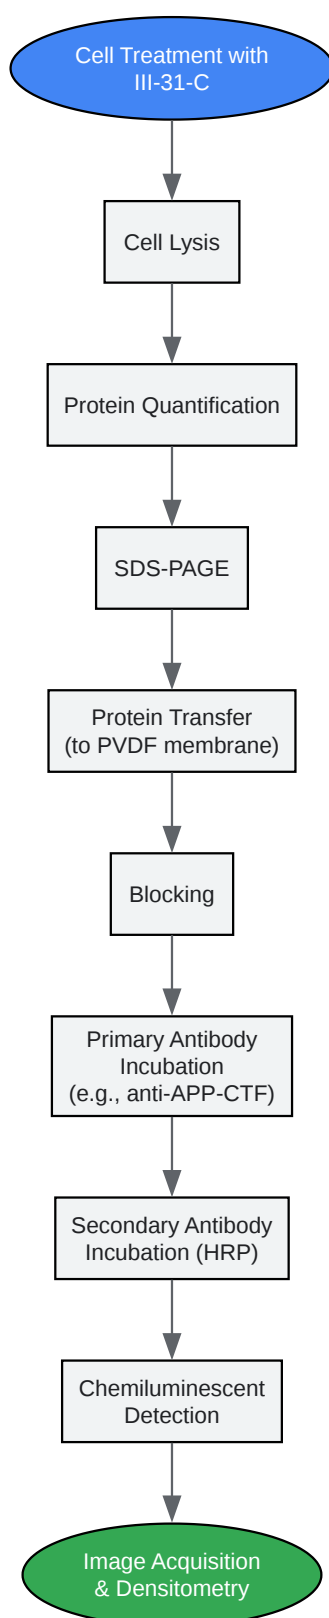 Cell Treatment with
III-31-C
Cell Lysis
Protein Quantification
SDS-PAGE
Protein Transfer
(to PVDF membrane)
Blocking
Primary Antibody
Incubation
(e.g., anti-APP-CTF)
Secondary Antibody
Incubation (HRP)
Chemiluminescent
Detection
Image Acquisition
& Densitometry